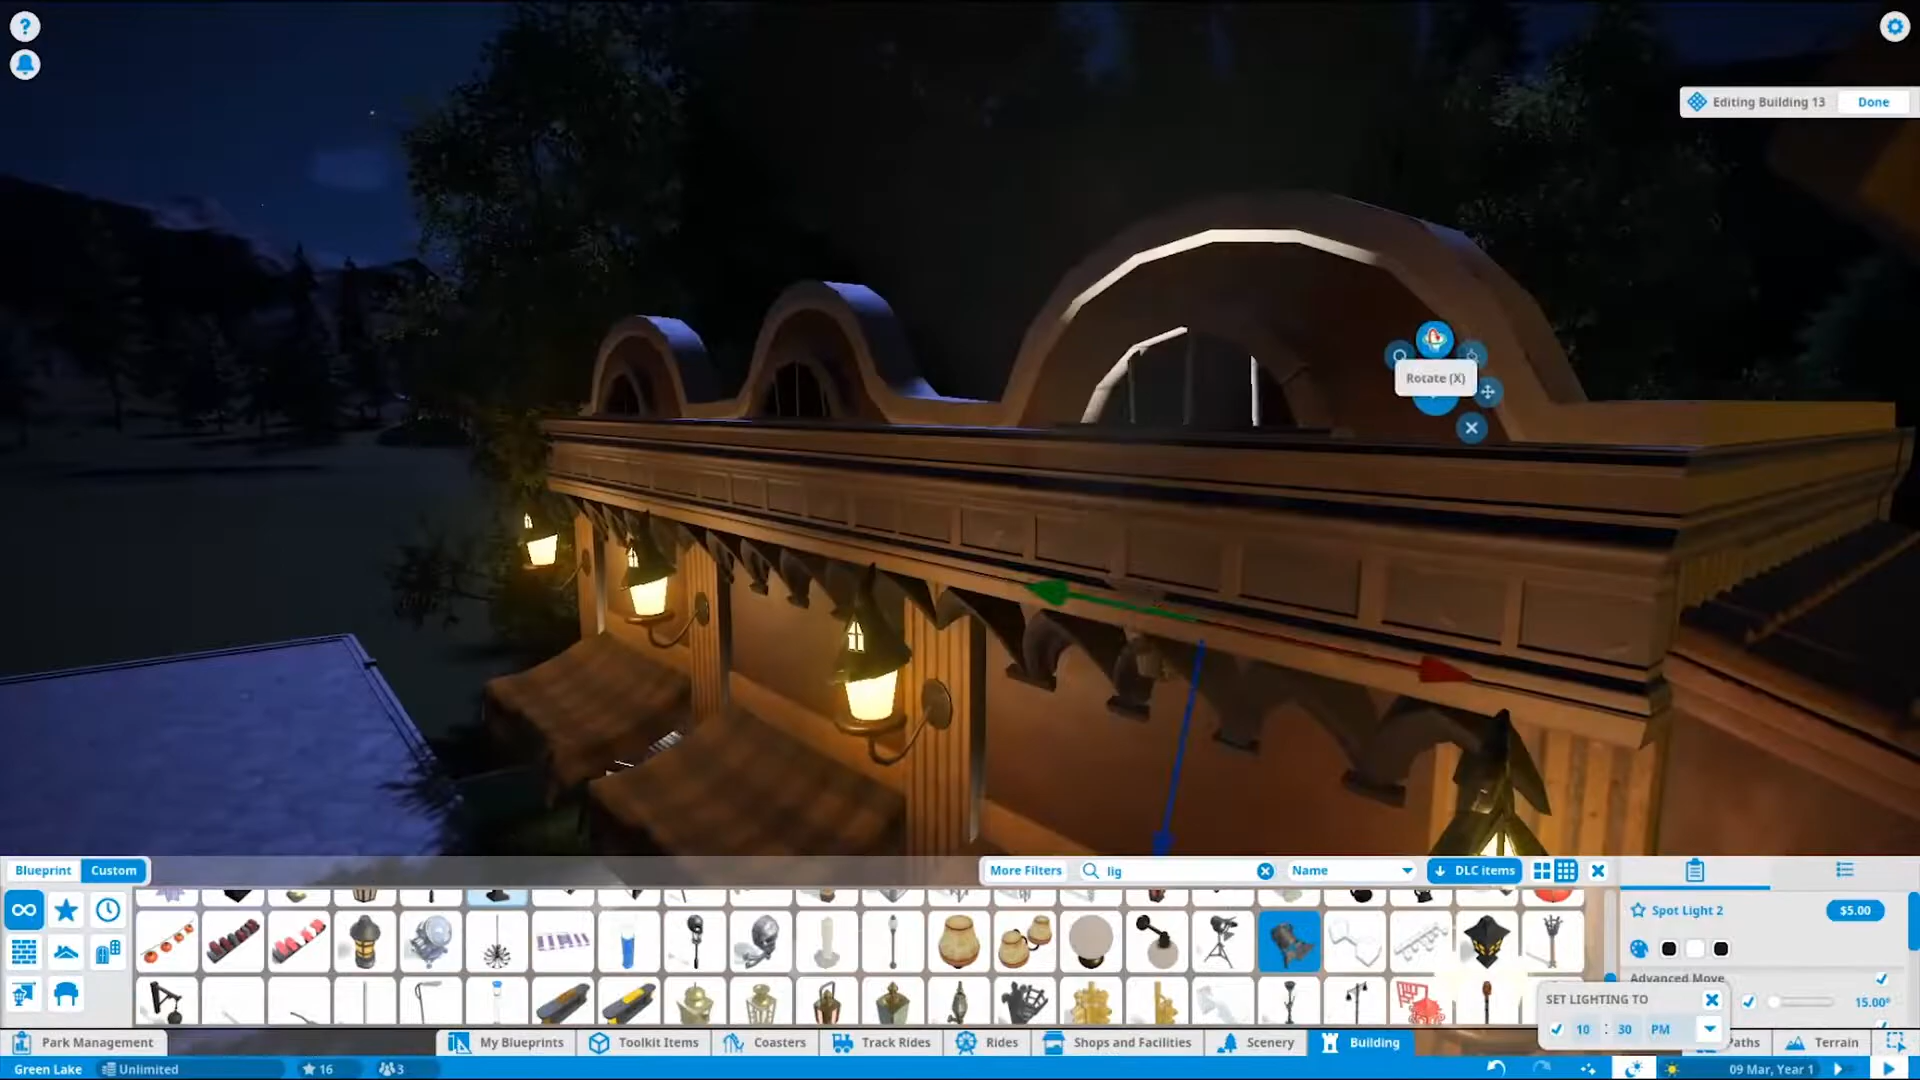 ?
Editing Building 13 Done
Rotate (X)
Blueprint Custom More Filters lig Name DLC items
Spot Light 2 $5.00
Advanced Move
SET LIGHTING TO
15.00°
10 : 30 PM
Park Management My Blueprints Toolkit Items Coasters Track Rides Rides Shops and Facilities Scenery Building Paths Terrain
Green Lake Unlimited 16 3 09 Mar, Year 1